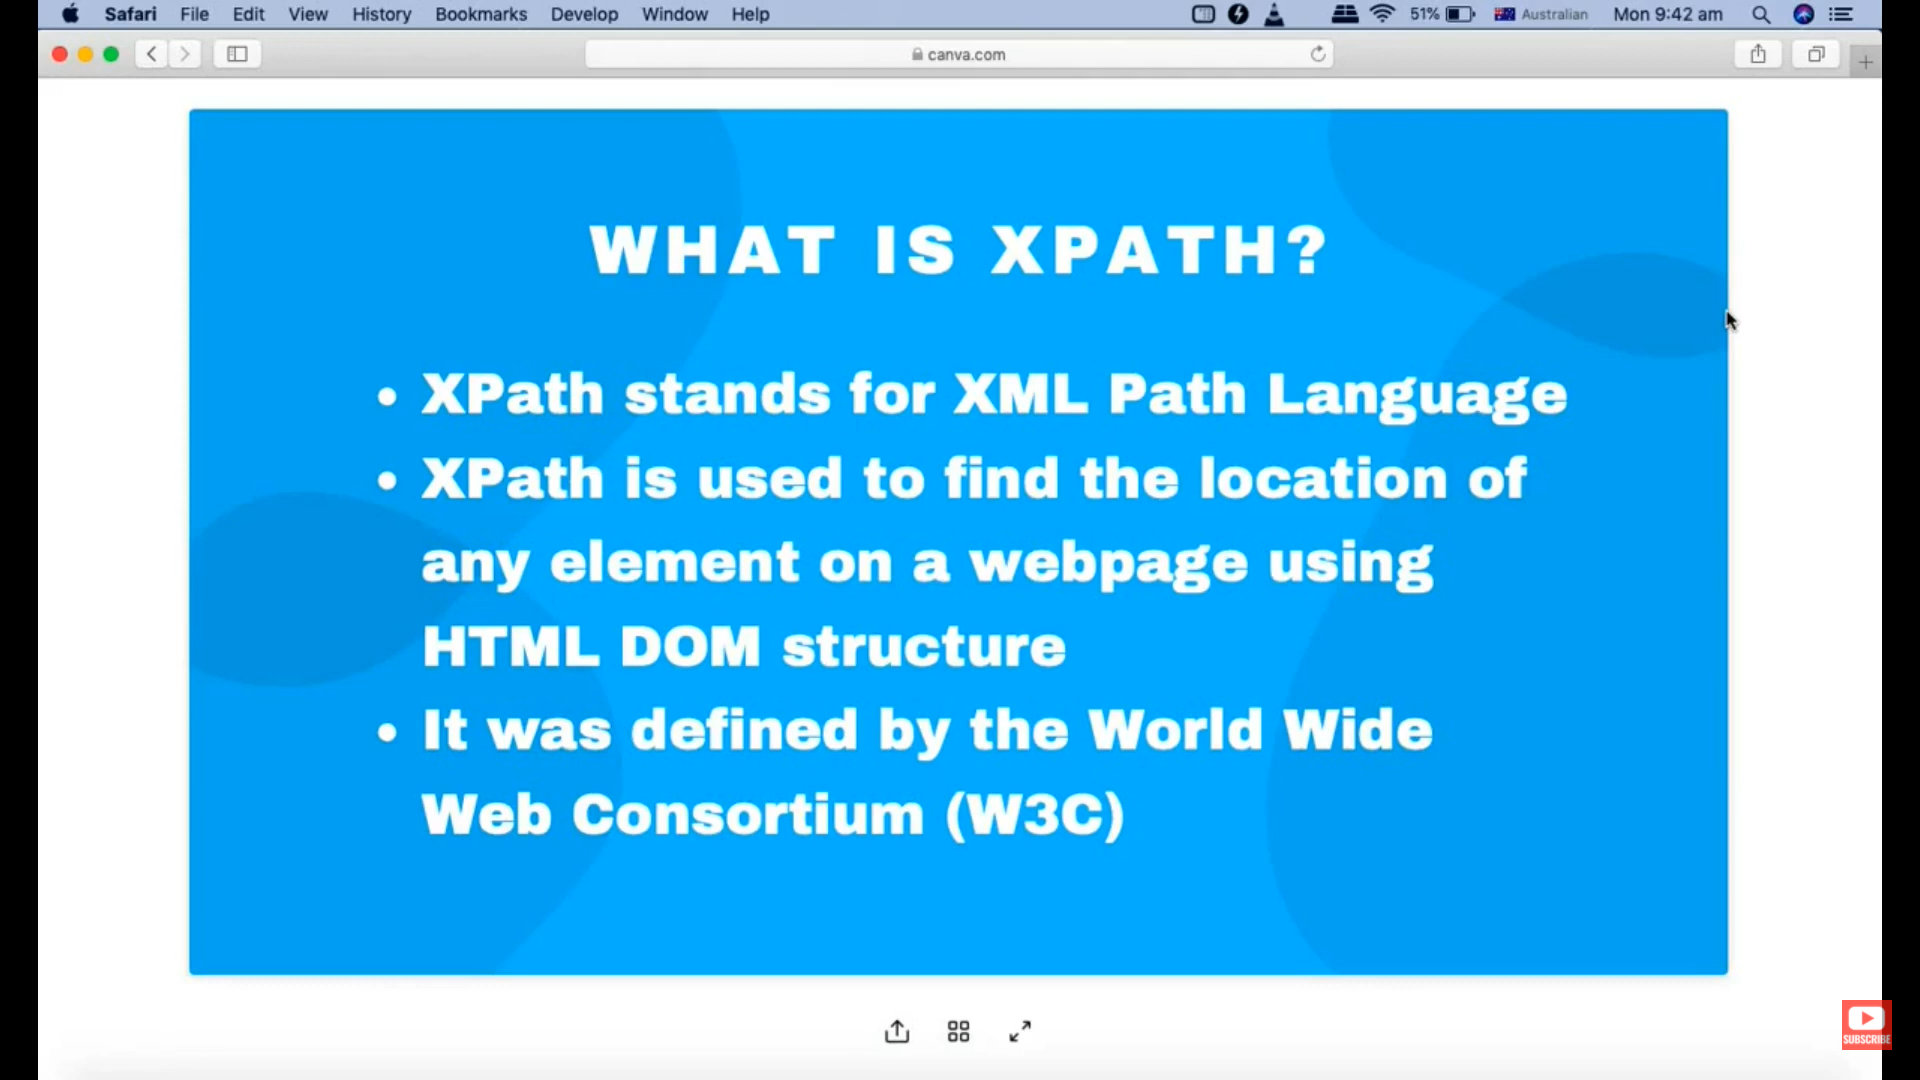 Safari File Edit View History Bookmarks Develop Window Help 51% Australian Mon 9:42 am
canva.com
WHAT IS XPATH?
• XPath stands for XML Path Language
• XPath is used to find the location of
any element on a webpage using
HTML DOM structure
• It was defined by the World Wide
Web Consortium (W3C)
SUBSCRIBE